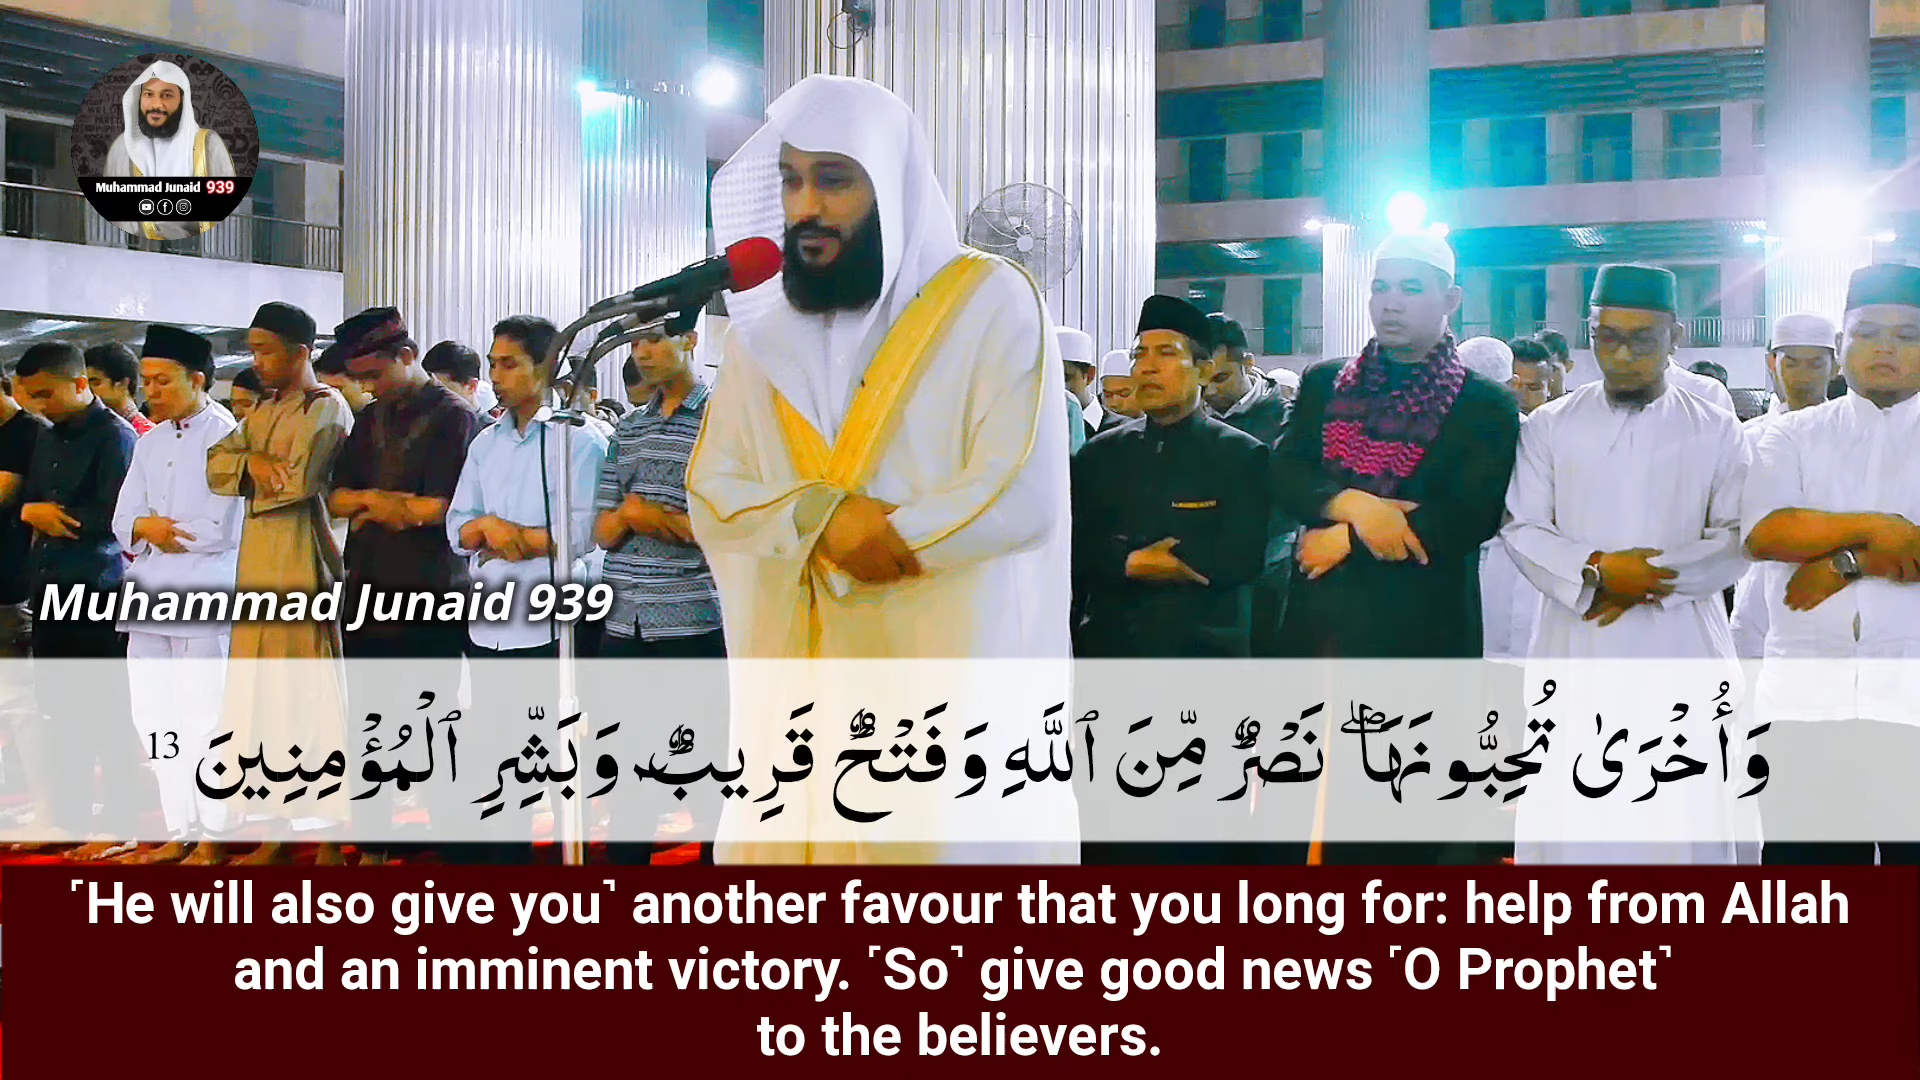 Muhammad Junaid 939
Muhammad Junaid 939
وَأُخْرَىٰ تُحِبُّونَهَاۖ نَصْرٌ مِّنَ ٱللَّهِ وَفَتْحٌ قَرِيبٌۗ وَبَشِّرِ ٱلْمُؤْمِنِينَ 13
˹He will also give you˺ another favour that you long for: help from Allah
and an imminent victory. ˹So˺ give good news ˹O Prophet˺
to the believers.